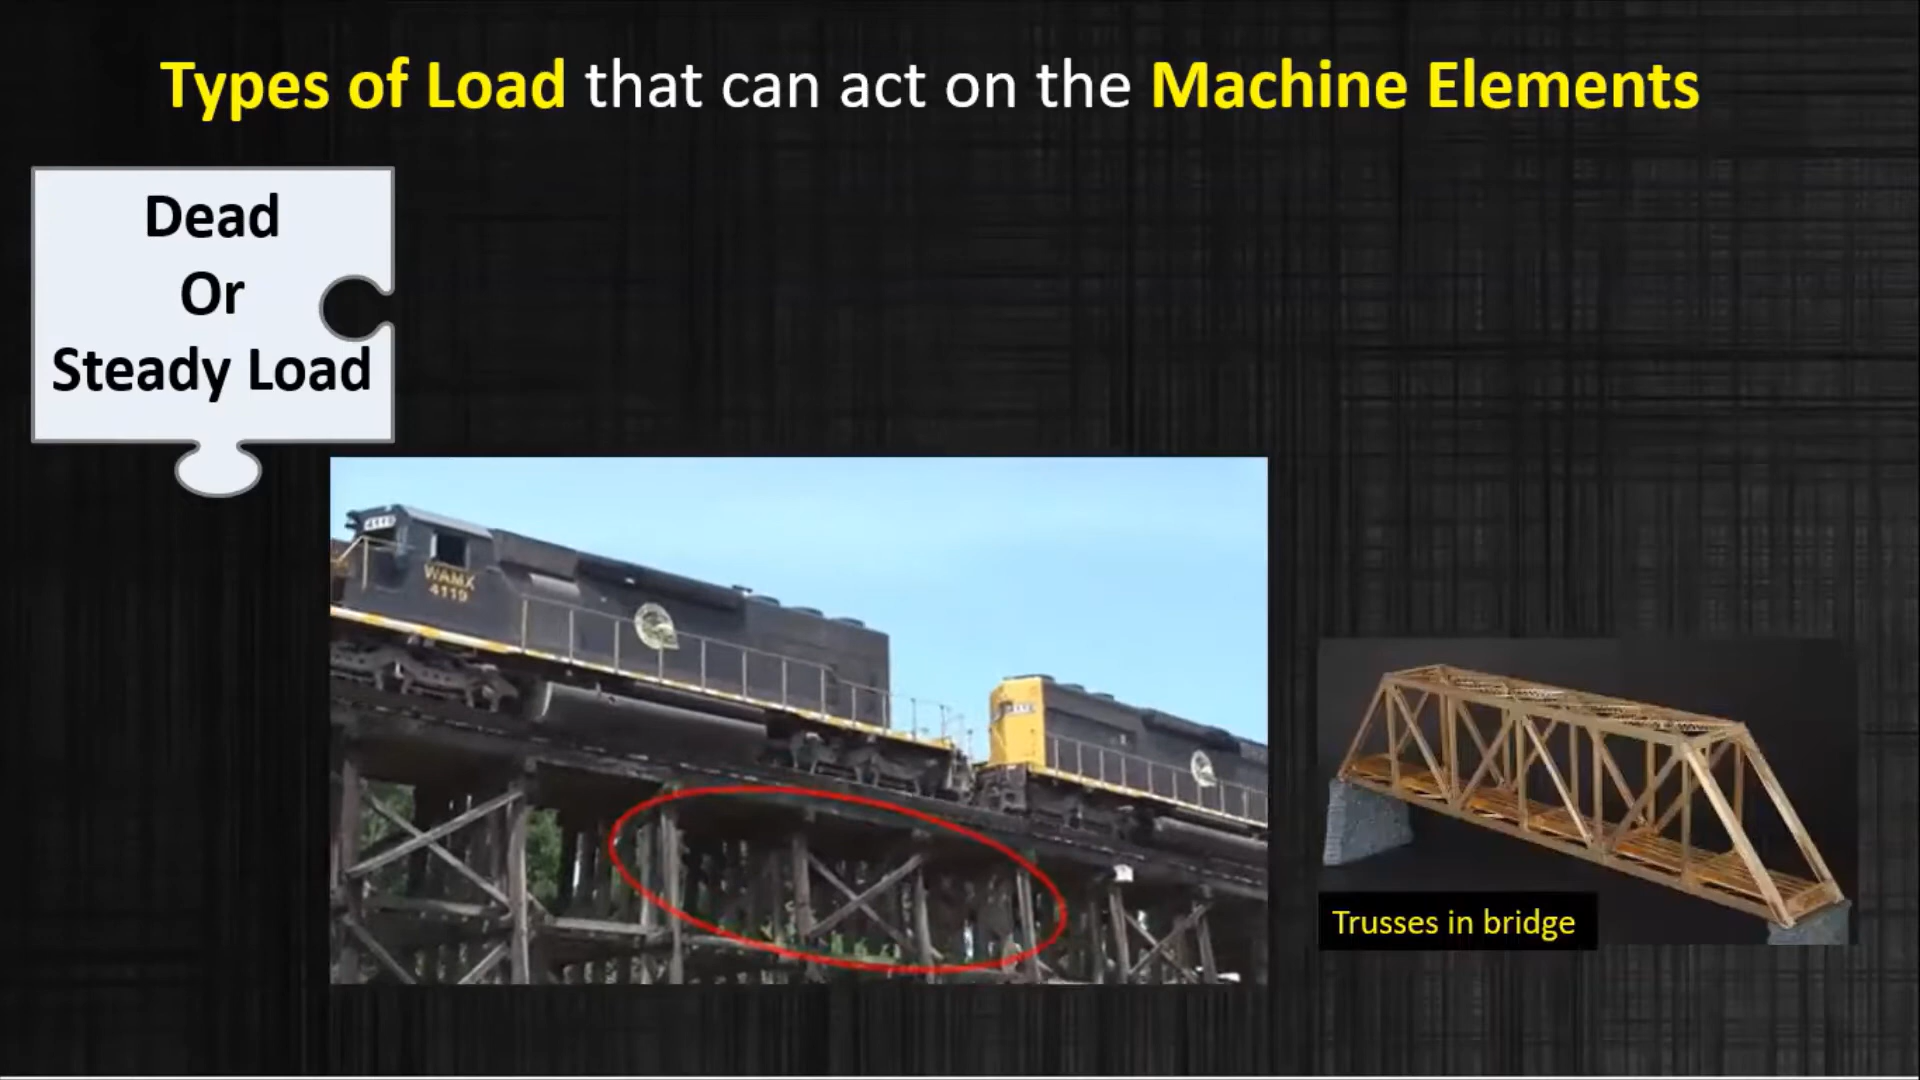 Types of Load that can act on the Machine Elements
Dead
Or
Steady Load
4119
WAMX
4119
Trusses in bridge